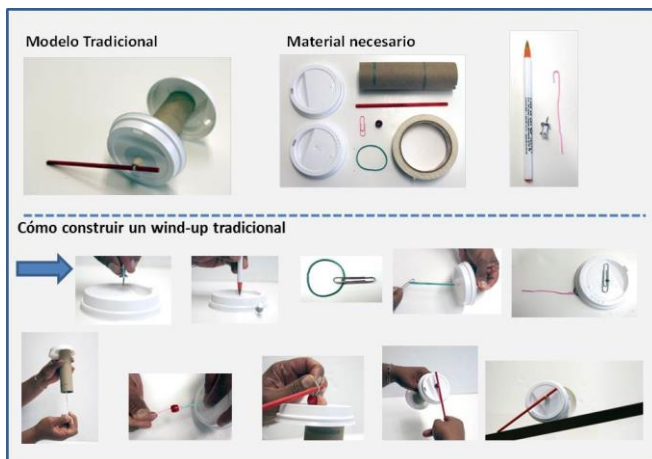 Modelo Tradicional
Material necesario
Cómo construir un wind-up tradicional